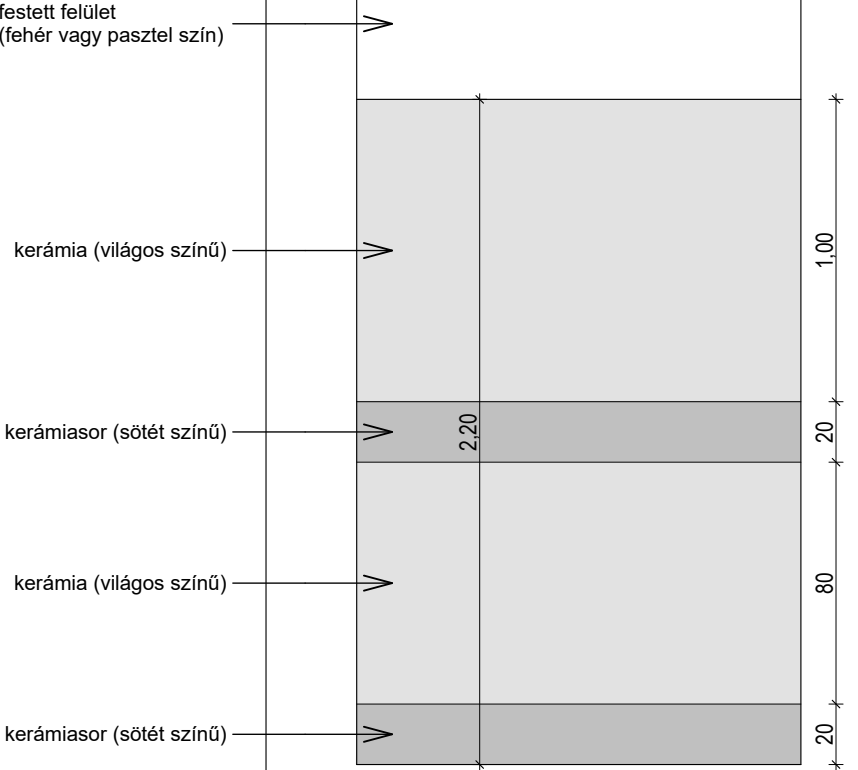 festett felület
(fehér vagy pasztel szín)
kerámia (világos színű)
1,00
kerámiasor (sötét színű)
2,20
20
kerámia (világos színű)
80
kerámiasor (sötét színű)
20